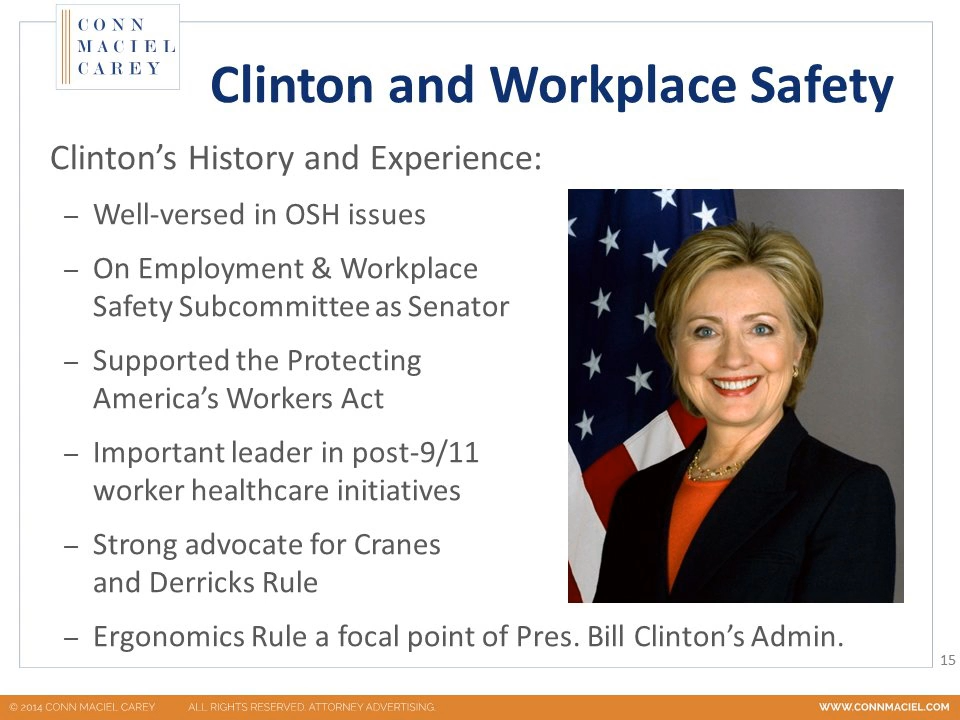 CONN
MACIEL
CAREY
Clinton and Workplace Safety
Clinton’s History and Experience:
– Well-versed in OSH issues
– On Employment & Workplace
Safety Subcommittee as Senator
– Supported the Protecting
America’s Workers Act
– Important leader in post-9/11
worker healthcare initiatives
– Strong advocate for Cranes
and Derricks Rule
– Ergonomics Rule a focal point of Pres. Bill Clinton’s Admin.
15
© 2014 CONN MACIEL CAREY ALL RIGHTS RESERVED. ATTORNEY ADVERTISING. WWW.CONNMACIEL.COM